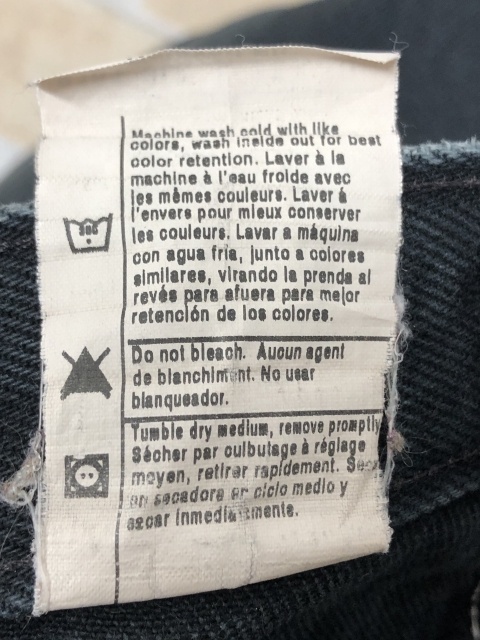 Machine wash cold with like
colors, wash inside out for best
color retention. Laver à la
machine à l'eau froide avec
les mêmes couleurs. Laver à
l'envers pour mieux conserver
les couleurs. Lavar a máquina
con agua fria, junto a colores
similares, virando la prenda al
revés para afuera para mejor
retención de los colores.
Do not bleach. Aucun agent
de blanchiment. No usar
blanqueador.
Tumble dry medium, remove promptly
Sécher par culbutage à réglage
moyen, retirer rapidement.
en secadora en ciclo medio y
sacar inmediatamente.